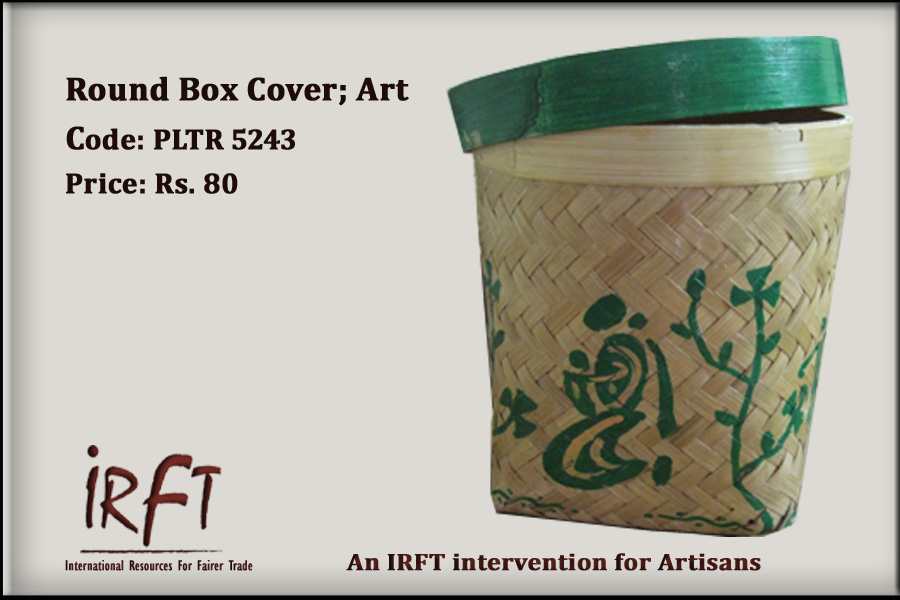 Round Box Cover; Art
Code: PLTR 5243
Price: Rs. 80
iRFT
International Resources For Fairer Trade
An IRFT intervention for Artisans